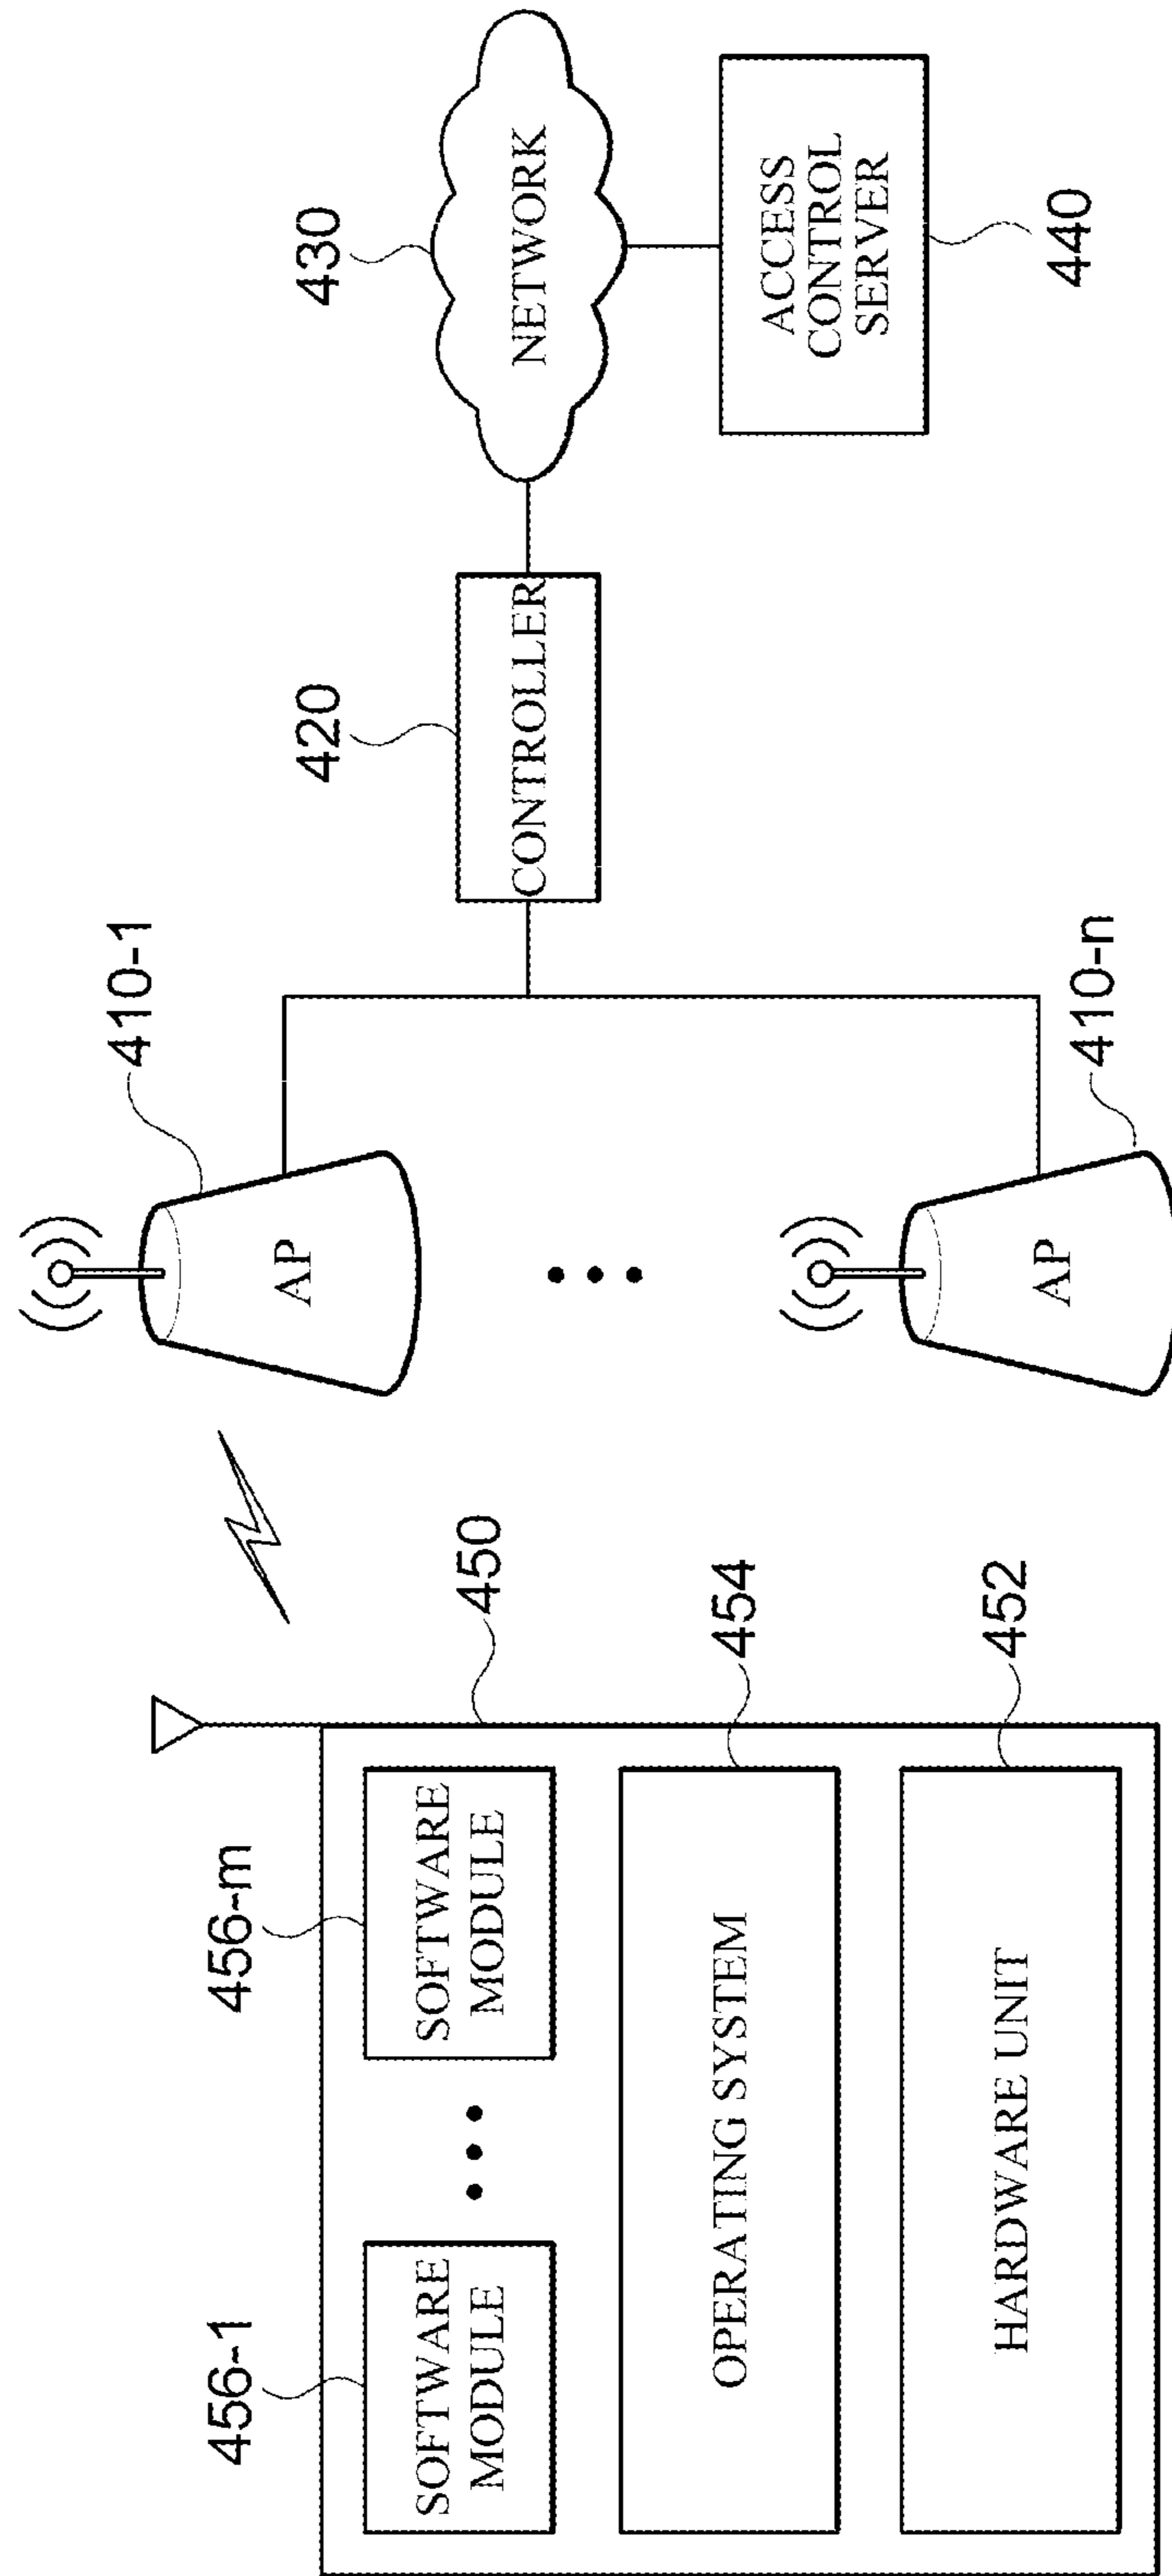 456-1
456-m
SOFTWARE
MODULE
SOFTWARE
MODULE
450
OPERATING SYSTEM
454
HARDWARE UNIT
452
410-1
AP
AP
410-n
420
CONTROLLER
430
NETWORK
ACCESS
CONTROL
SERVER
440